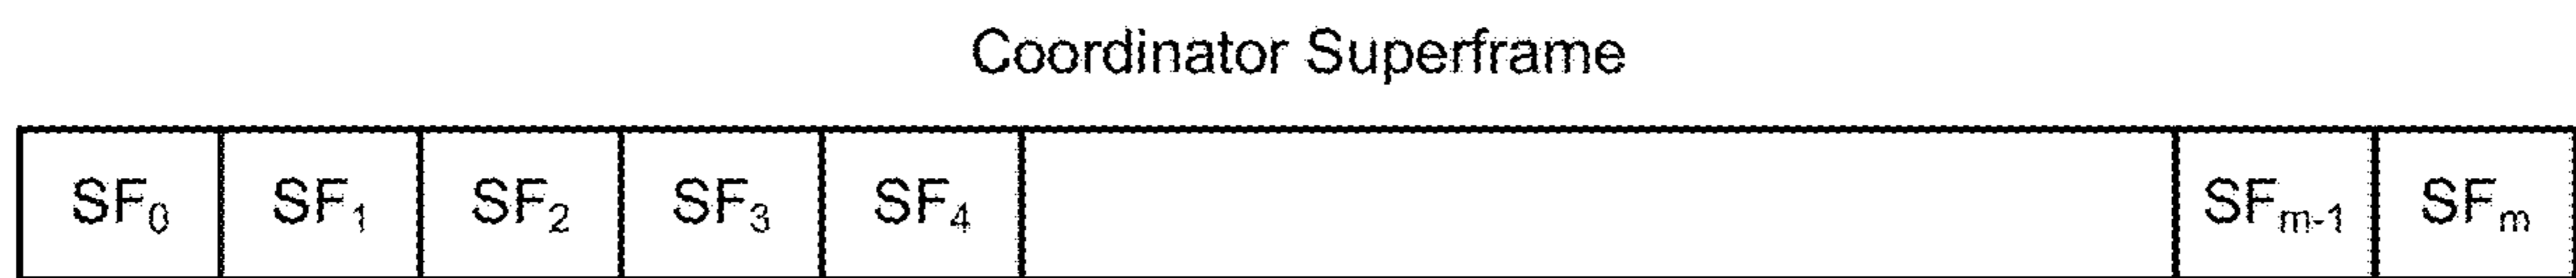 Coordinator Superframe
SF₀ SF₁ SF₂ SF₃ SF₄ SFₘ₋₁ SFₘ